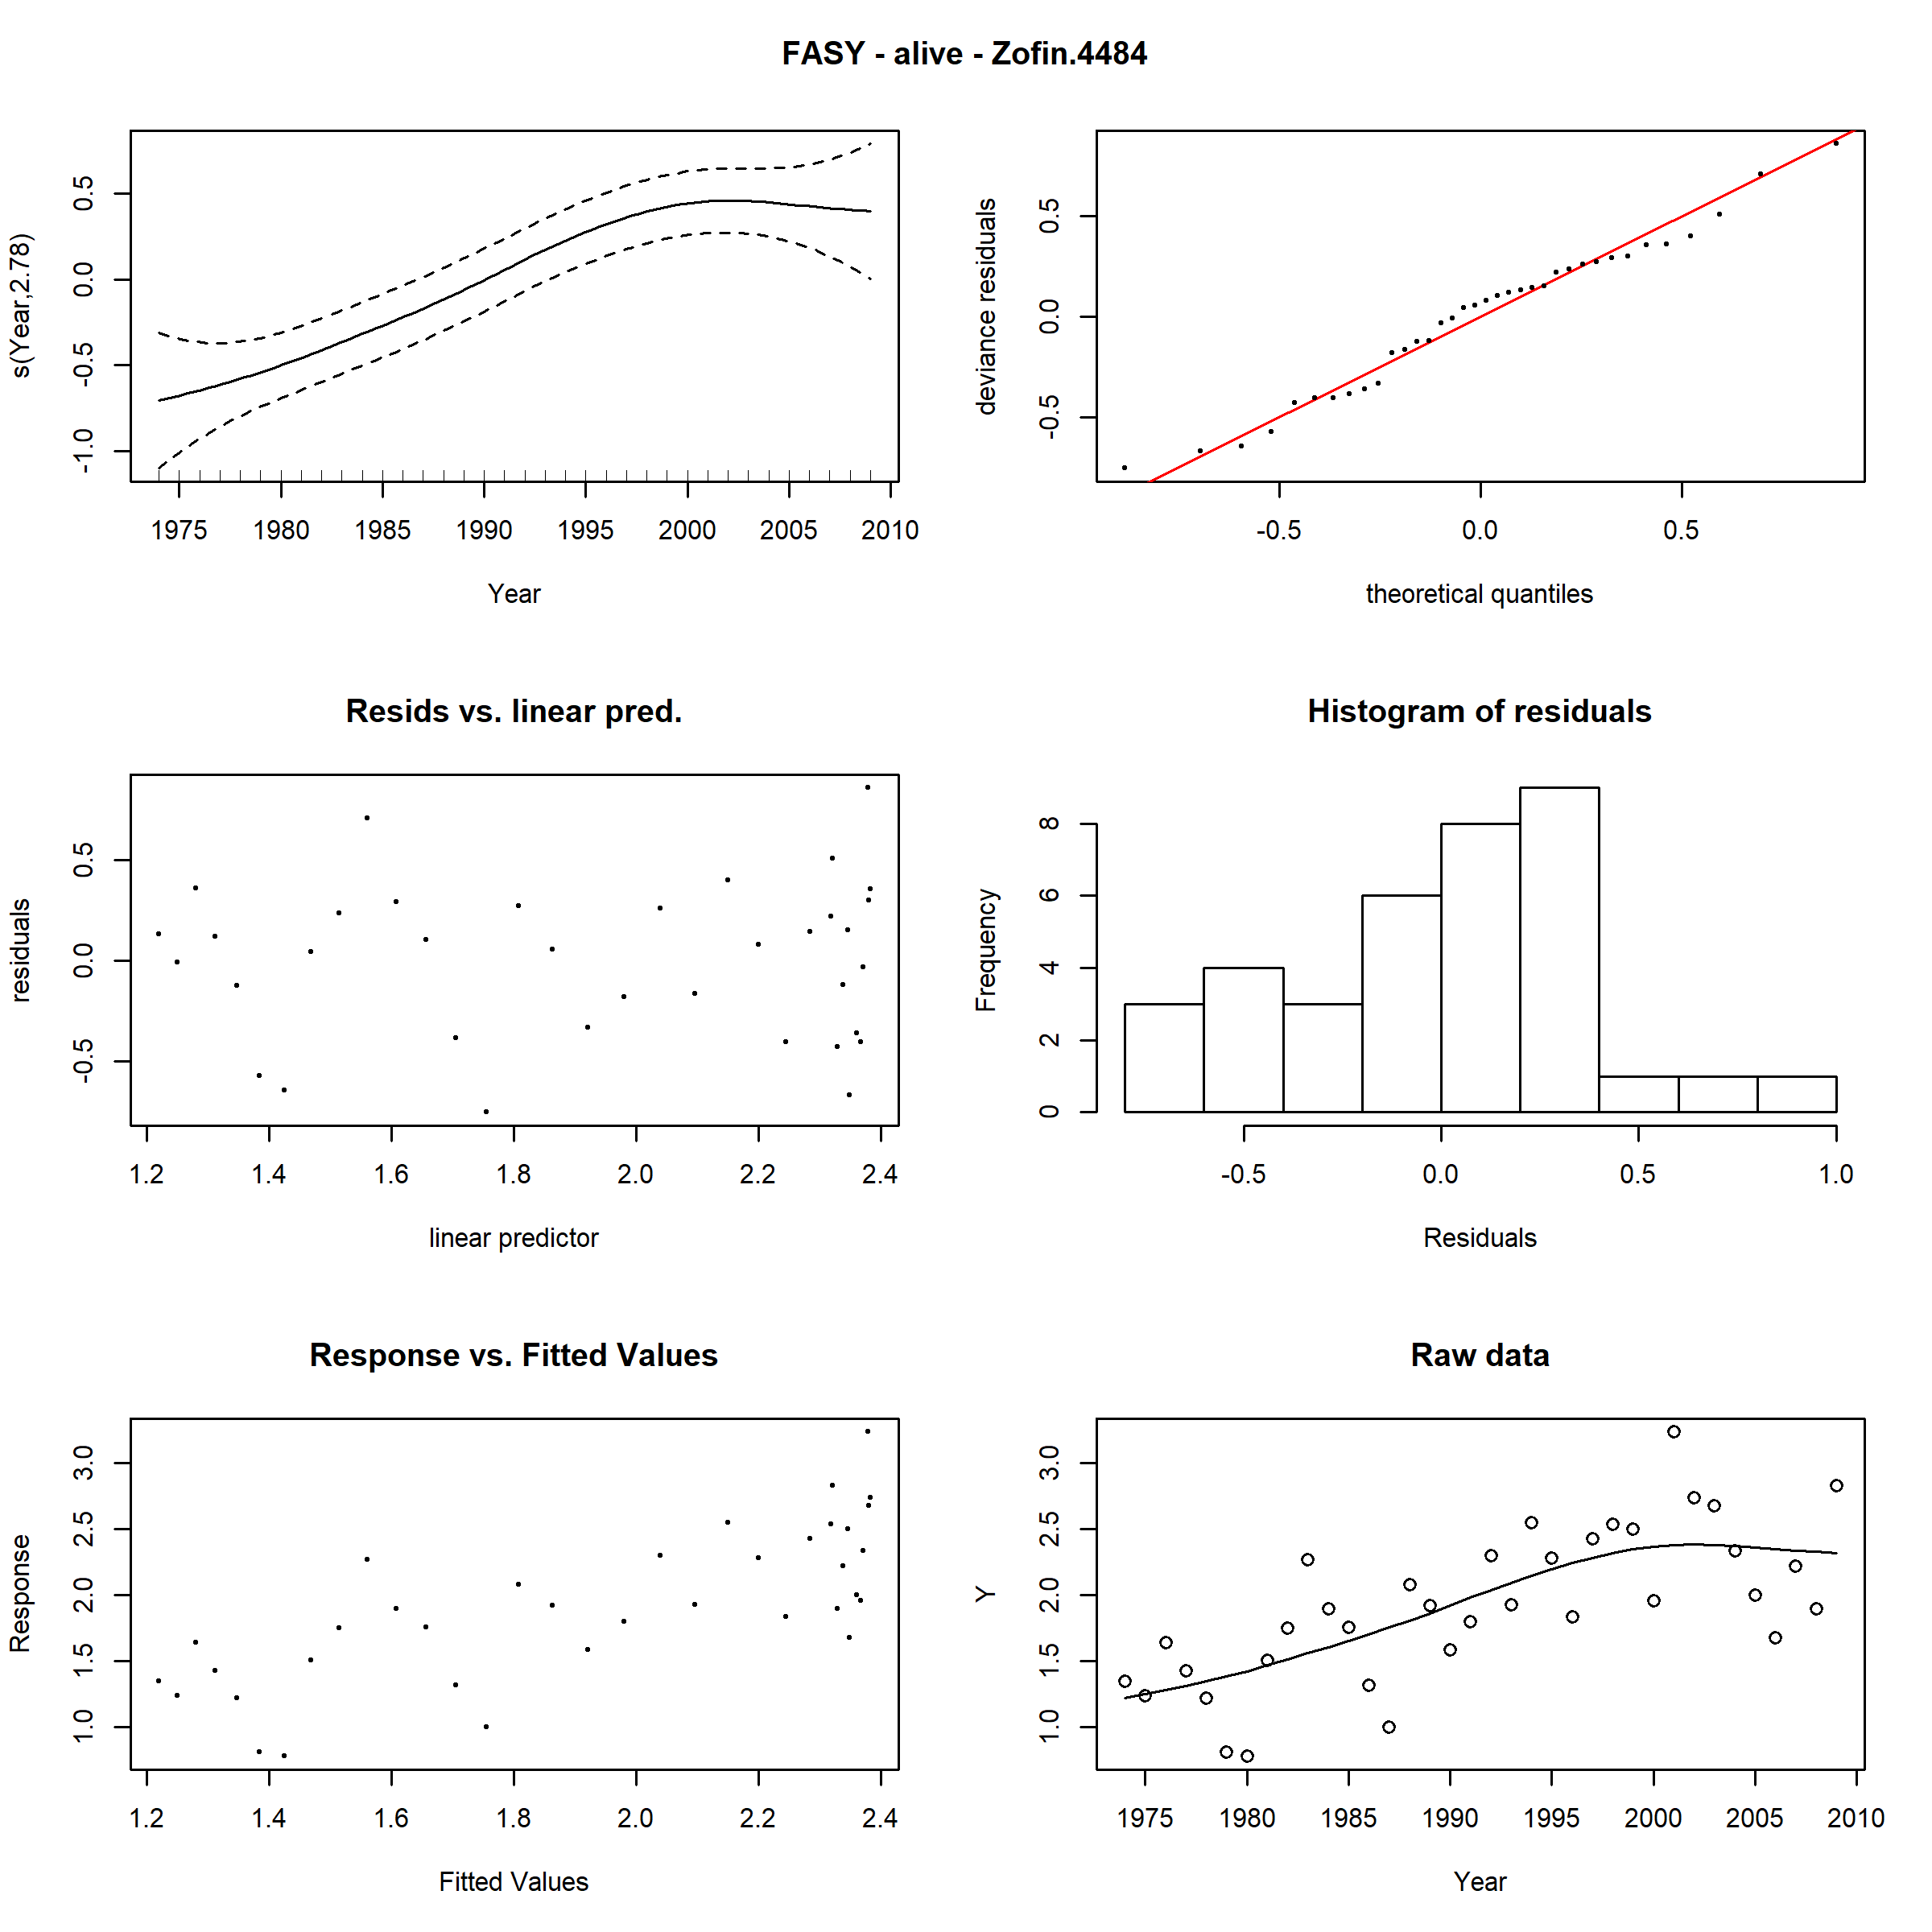 FASY - alive - Zofin.4484
s(Year,2.78)
-1.0 -0.5 0.0 0.5
1975 1980 1985 1990 1995 2000 2005 2010
Year
deviance residuals
-0.5 0.0 0.5
-0.5 0.0 0.5
theoretical quantiles
Resids vs. linear pred.
residuals
-0.5 0.0 0.5
1.2 1.4 1.6 1.8 2.0 2.2 2.4
linear predictor
Histogram of residuals
Frequency
0 2 4 6 8
-0.5 0.0 0.5 1.0
Residuals
Response vs. Fitted Values
Response
1.0 1.5 2.0 2.5 3.0
1.2 1.4 1.6 1.8 2.0 2.2 2.4
Fitted Values
Raw data
Y
1.0 1.5 2.0 2.5 3.0
1975 1980 1985 1990 1995 2000 2005 2010
Year